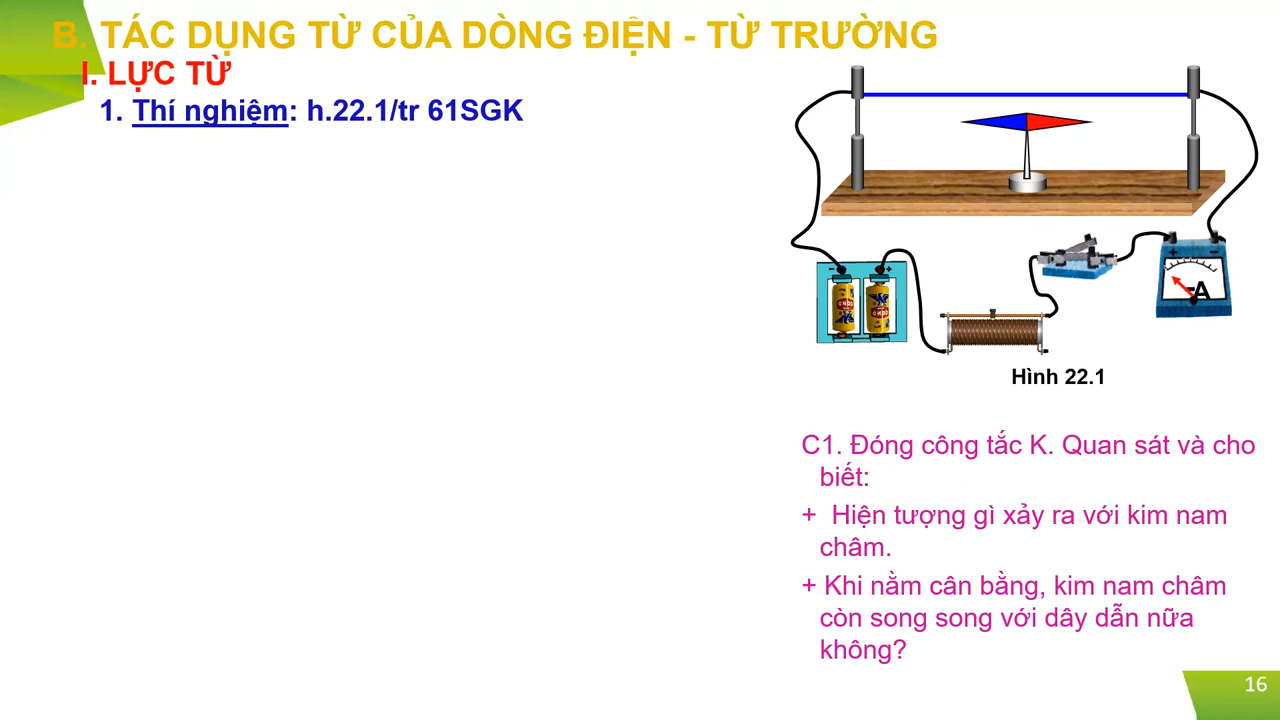 B. TÁC DỤNG TỪ CỦA DÒNG ĐIỆN - TỪ TRƯỜNG
I. LỰC TỪ
1. Thí nghiệm: h.22.1/tr 61SGK
- +
+ -
A
Hình 22.1
C1. Đóng công tắc K. Quan sát và cho
biết:
+ Hiện tượng gì xảy ra với kim nam
châm.
+ Khi nằm cân bằng, kim nam châm
còn song song với dây dẫn nữa
không?
16